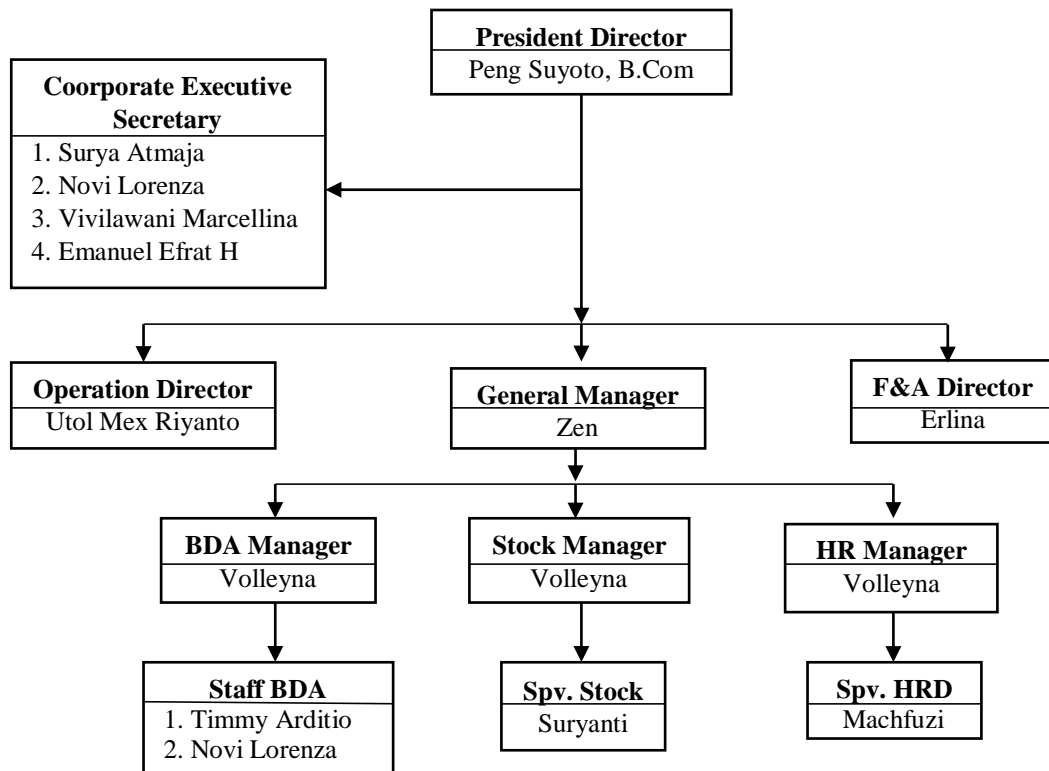 President Director
Peng Suyoto, B.Com
Coorporate Executive
Secretary
1. Surya Atmaja
2. Novi Lorenza
3. Vivilawani Marcellina
4. Emanuel Efrat H
Operation Director
Utol Mex Riyanto
General Manager
Zen
F&A Director
Erlina
BDA Manager
Volleyna
Stock Manager
Volleyna
HR Manager
Volleyna
Staff BDA
1. Timmy Arditio
2. Novi Lorenza
Spv. Stock
Suryanti
Spv. HRD
Machfuzi